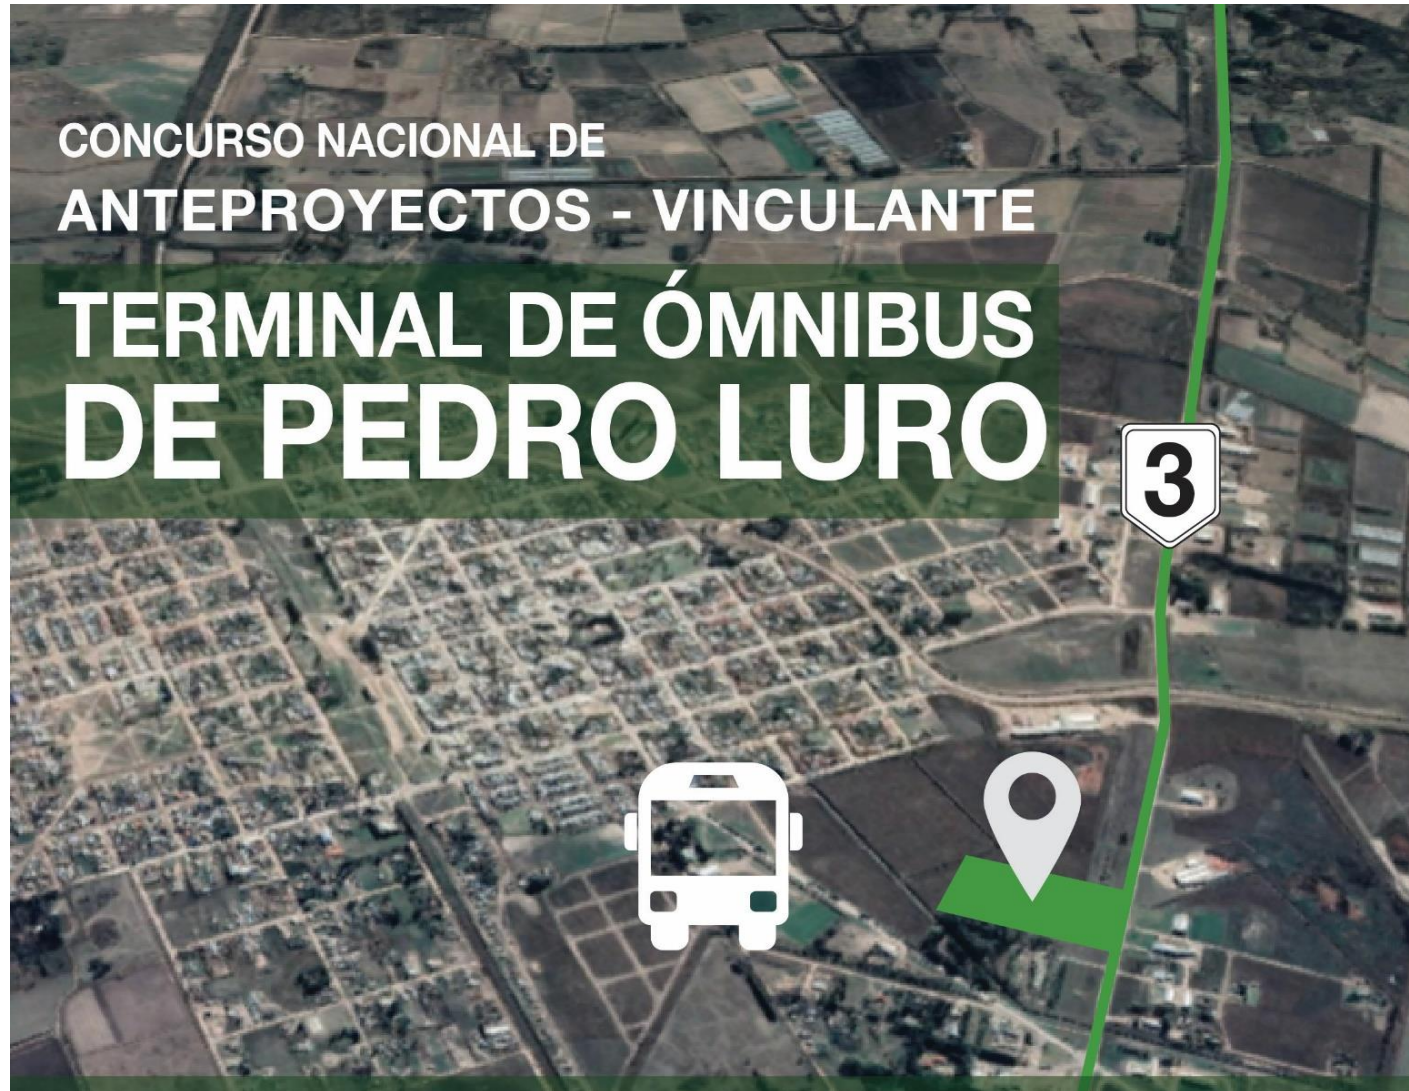 CONCURSO NACIONAL DE
ANTEPROYECTOS - VINCULANTE
TERMINAL DE ÓMNIBUS
DE PEDRO LURO
3